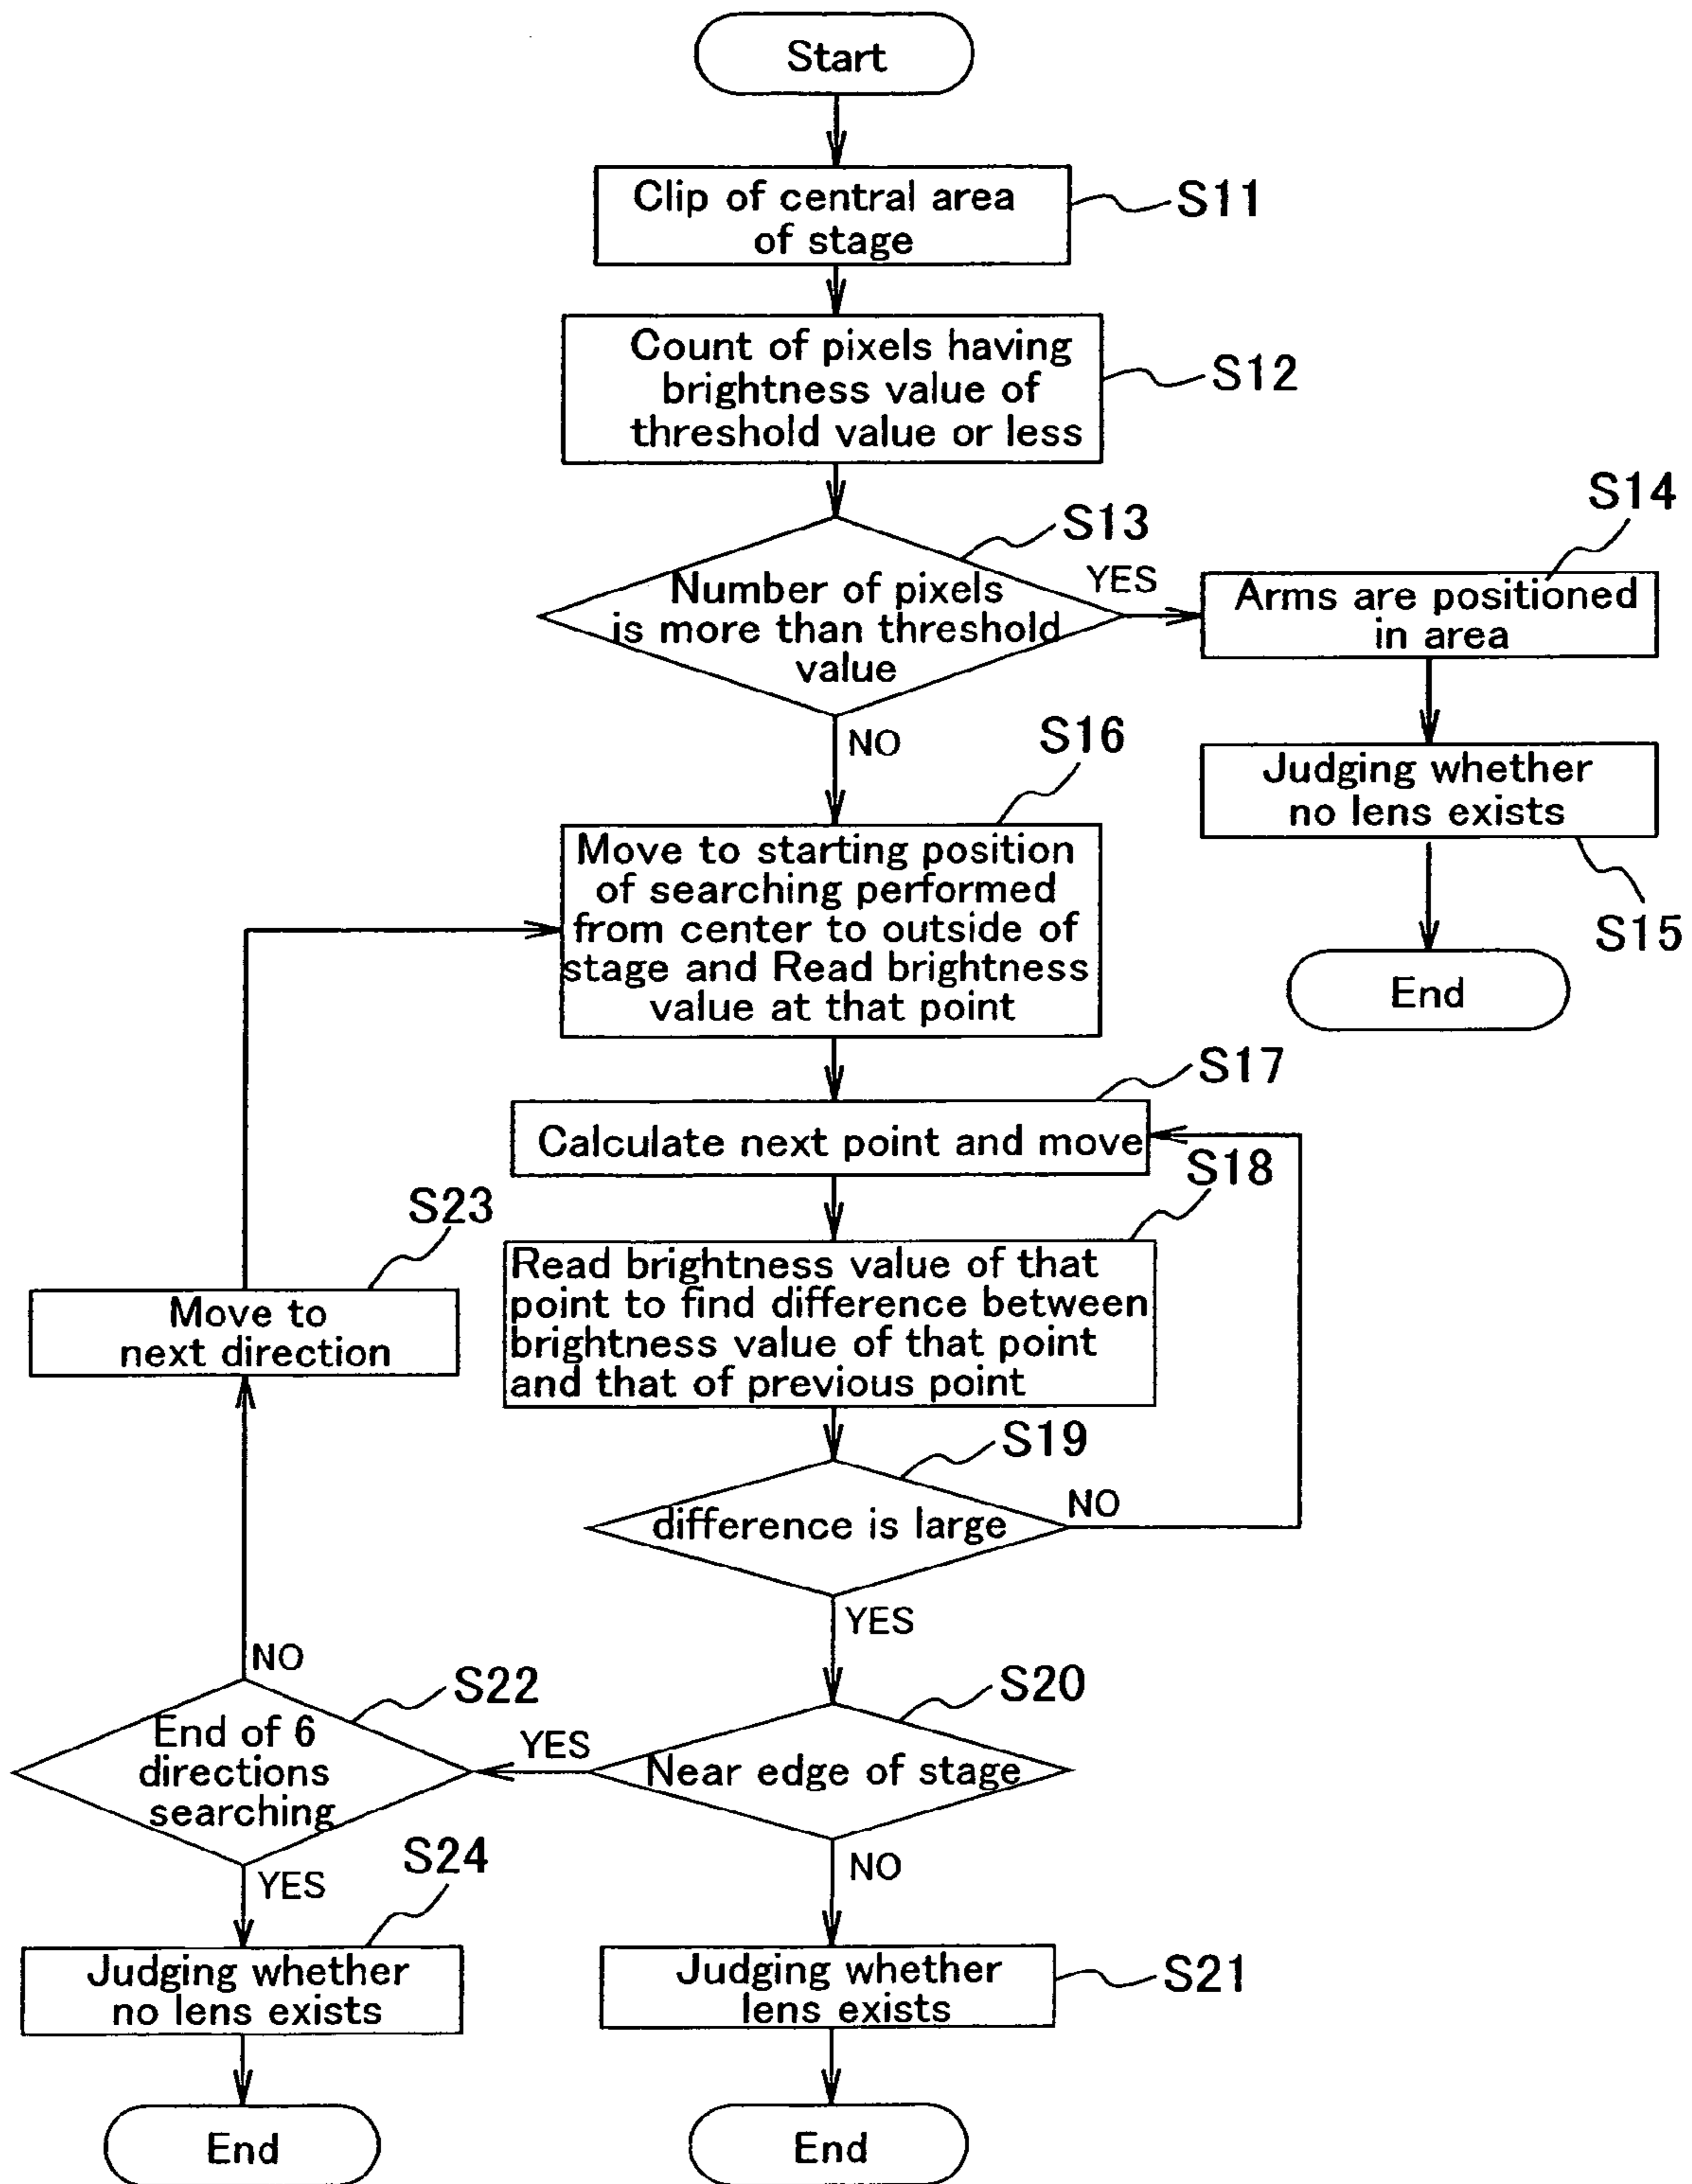 Start
Clip of central area
of stage
S11
Count of pixels having
brightness value of
threshold value or less
S12
S13
Number of pixels
is more than threshold
value
YES
NO
S14
Arms are positioned
in area
Judging whether
no lens exists
S15
End
S16
Move to starting position
of searching performed
from center to outside of
stage and Read brightness
value at that point
S17
Calculate next point and move
S18
Read brightness value of that
point to find difference between
brightness value of that point
and that of previous point
S19
difference is large
NO
YES
S20
Near edge of stage
YES
NO
S21
Judging whether
lens exists
End
S22
End of 6
directions
searching
NO
YES
S23
Move to
next direction
S24
Judging whether
no lens exists
End